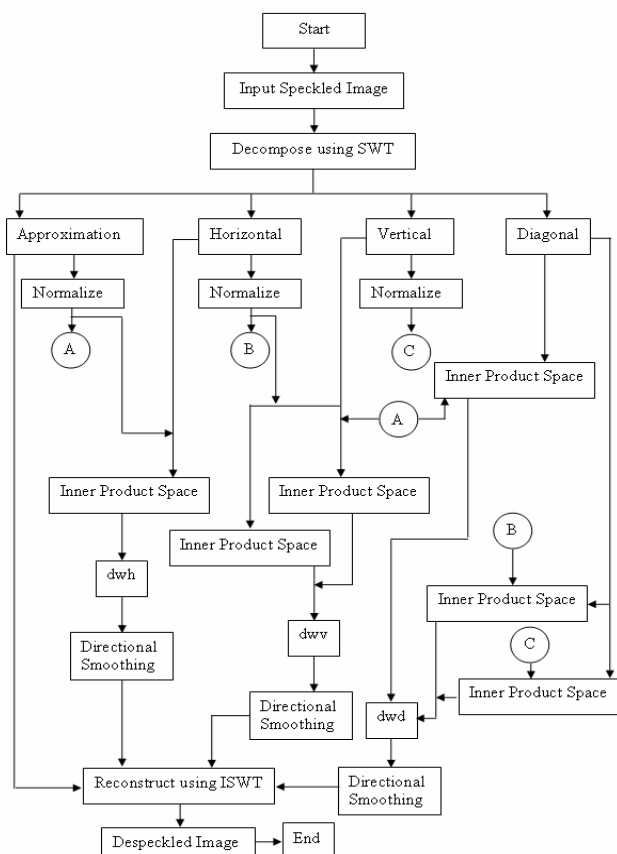 Start
Input Speckled Image
Decompose using SWT
Approximation
Horizontal
Vertical
Diagonal
Normalize
Normalize
Normalize
A
B
C
Inner Product Space
A
Inner Product Space
Inner Product Space
Inner Product Space
B
dwh
Inner Product Space
dwv
Directional
Smoothing
C
Inner Product Space
Directional
Smoothing
dwd
Reconstruct using ISWT
Directional
Smoothing
Despeckled Image
End